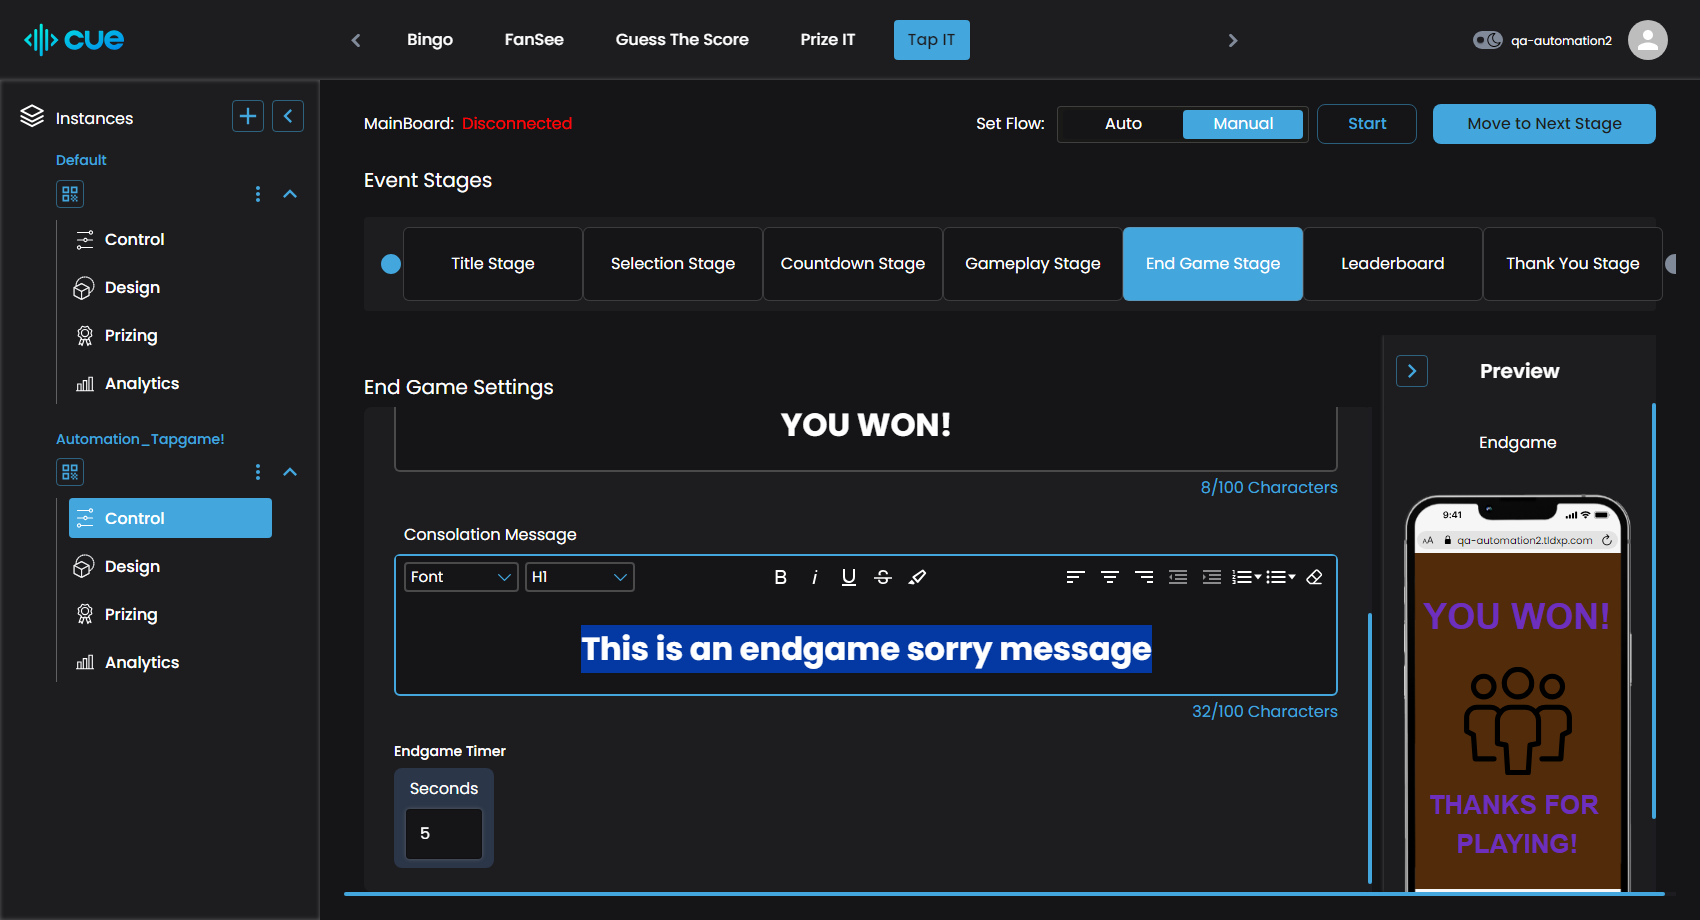 cue
Bingo
FanSee
Guess The Score
Prize IT
Tap IT
qa-automation2
Instances
Default
Control
Design
Prizing
Analytics
Automation_Tapgame!
Control
Design
Prizing
Analytics
MainBoard: Disconnected
Set Flow:
Auto
Manual
Start
Move to Next Stage
Event Stages
Title Stage
Selection Stage
Countdown Stage
Gameplay Stage
End Game Stage
Leaderboard
Thank You Stage
End Game Settings
YOU WON!
8/100 Characters
Consolation Message
Font
H1
B
i
U
S
This is an endgame sorry message
32/100 Characters
Endgame Timer
Seconds
5
Preview
Endgame
9:41
AA
qa-automation2.tldxp.com
YOU WON!
THANKS FOR
PLAYING!